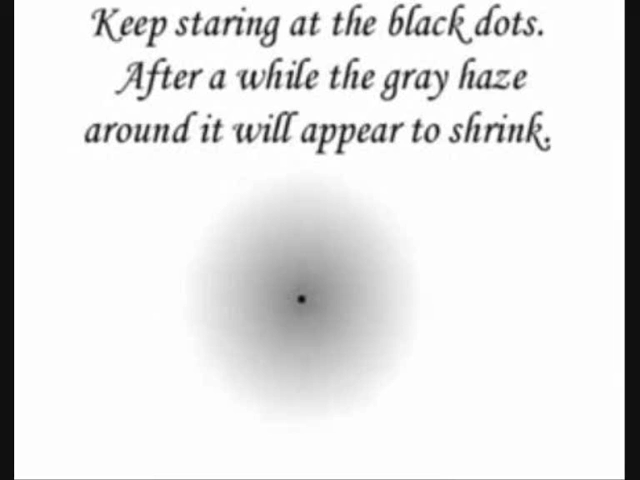 Keep staring at the black dots.
After a while the gray haze
around it will appear to shrink.